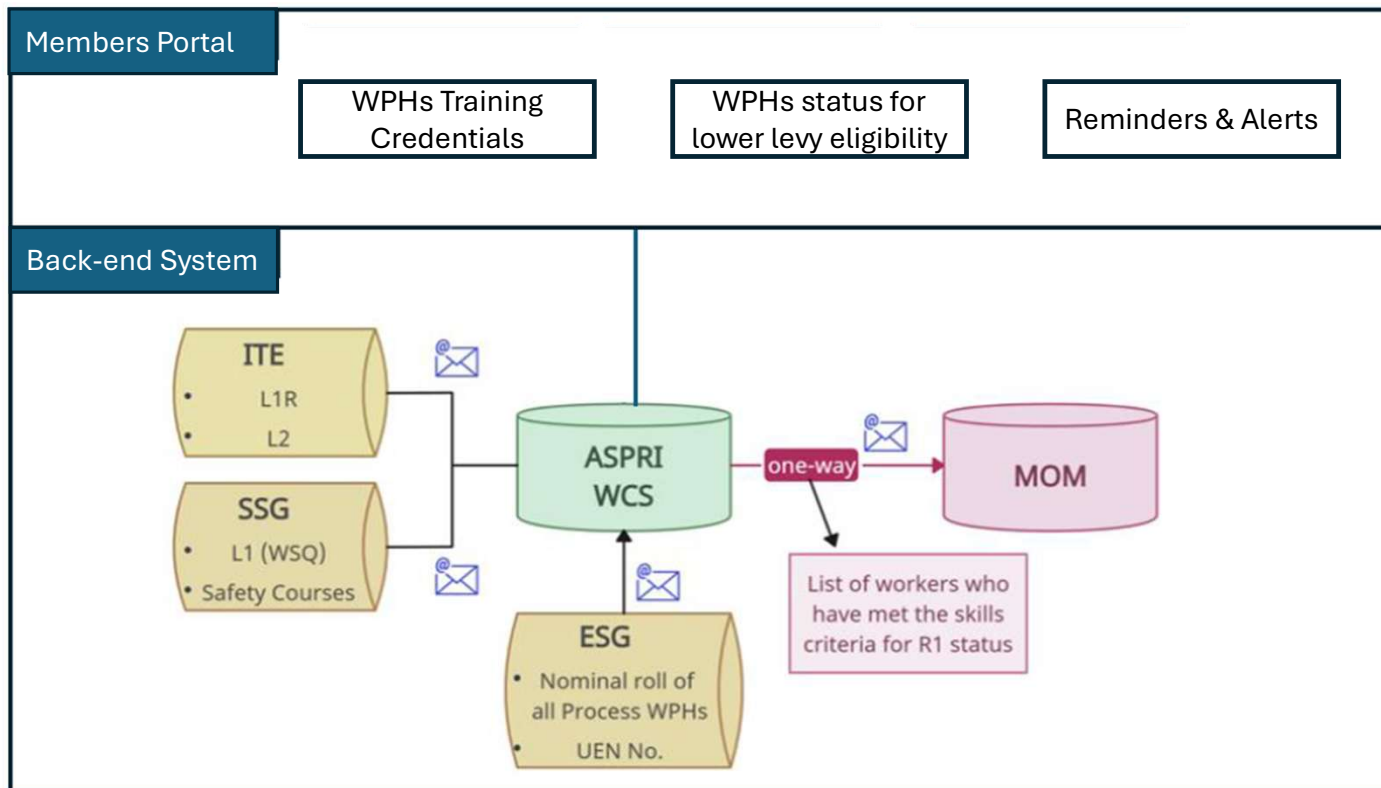 Members Portal
WPHs Training
Credentials
WPHs status for
lower levy eligibility
Reminders & Alerts
Back-end System
ITE
• L1R
• L2
SSG
• L1 (WSQ)
• Safety Courses
ASPRI
WCS
one-way
MOM
List of workers who
have met the skills
criteria for R1 status
ESG
• Nominal roll of
all Process WPHs
• UEN No.
@
@
@
@